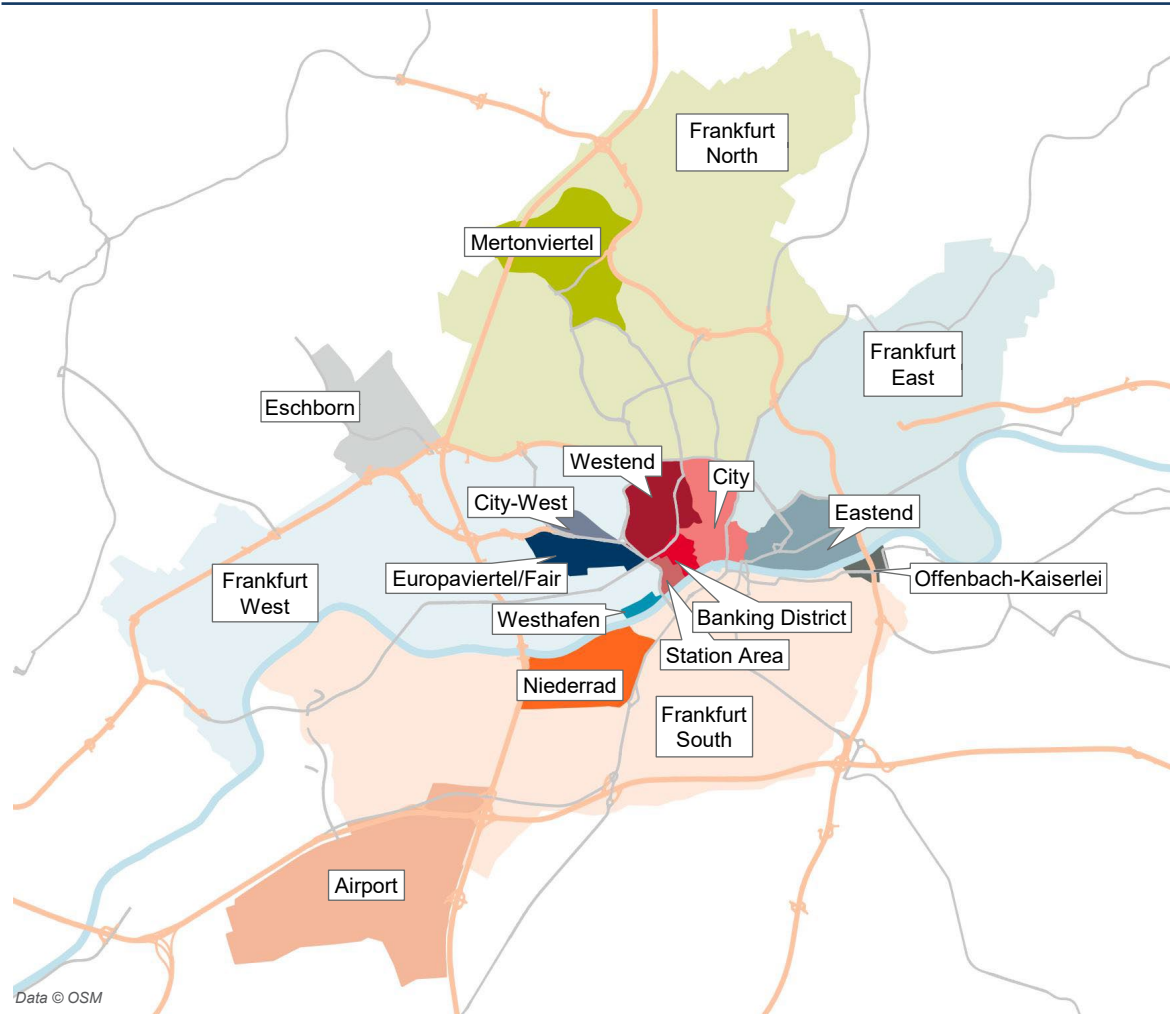 Frankfurt
North
Mertonviertel
Frankfurt
East
Eschborn
Westend
City
City-West
Eastend
Europaviertel/Fair
Offenbach-Kaiserlei
Frankfurt
West
Westhafen
Banking District
Station Area
Niederrad
Frankfurt
South
Airport
Data © OSM